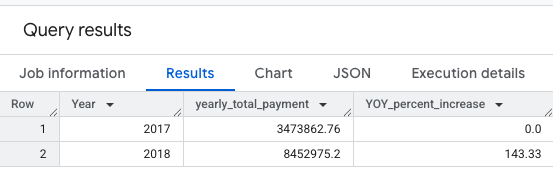 Query results
Job information Results Chart JSON Execution details
Row Year yearly_total_payment YOY_percent_increase
1 2017 3473862.76 0.0
2 2018 8452975.2 143.33